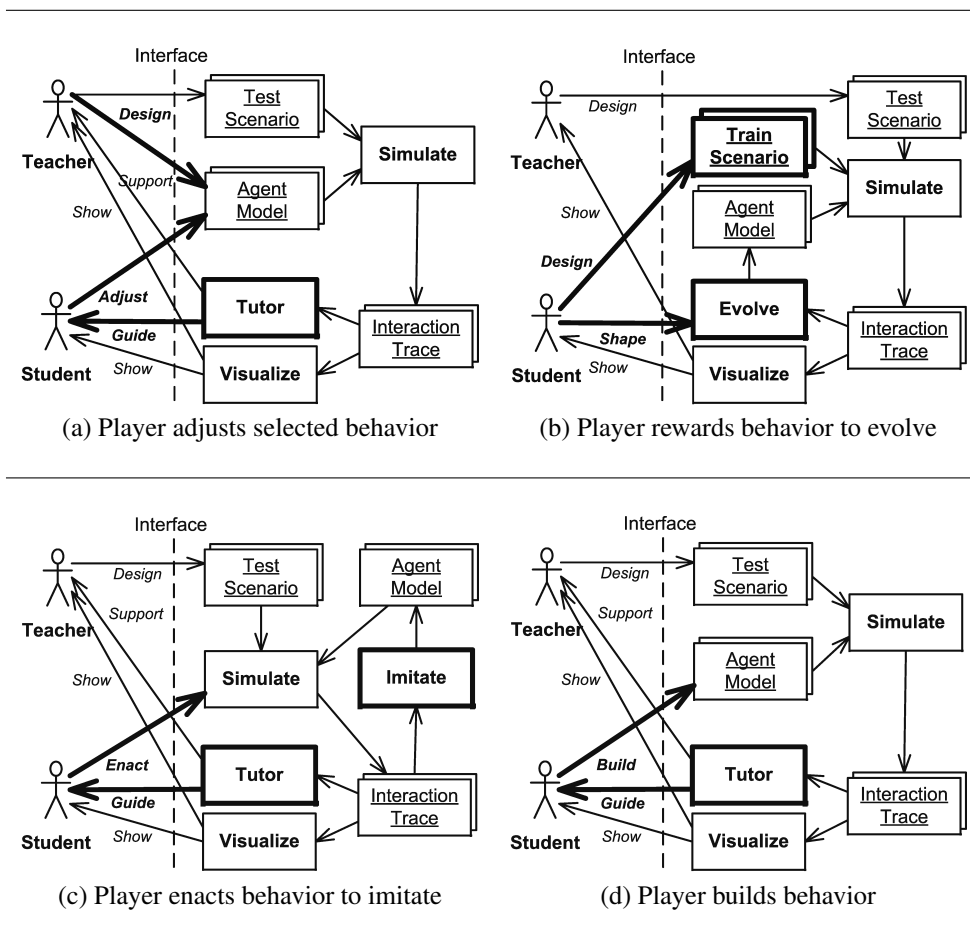 Interface
Test
Scenario
Design
Simulate
Teacher
Support
Agent
Model
Show
Adjust
Tutor
Guide
Interaction
Trace
Student
Show
Visualize
(a) Player adjusts selected behavior
Interface
Design
Test
Scenario
Train
Scenario
Teacher
Simulate
Show
Agent
Model
Design
Evolve
Shape
Interaction
Trace
Student
Show
Visualize
(b) Player rewards behavior to evolve
Interface
Test
Scenario
Agent
Model
Design
Support
Teacher
Show
Simulate
Imitate
Enact
Tutor
Guide
Interaction
Trace
Student
Show
Visualize
(c) Player enacts behavior to imitate
Interface
Test
Scenario
Design
Support
Teacher
Simulate
Show
Agent
Model
Build
Tutor
Guide
Interaction
Trace
Student
Show
Visualize
(d) Player builds behavior